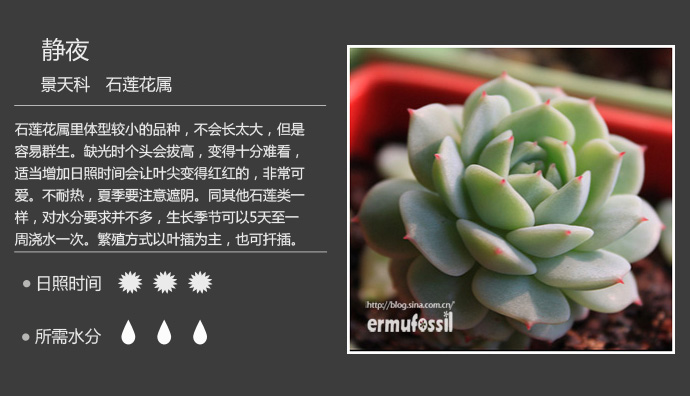 静夜
景天科 石莲花属
石莲花属里体型较小的品种，不会长太大，但是
容易群生。缺光时个头会拔高，变得十分难看，
适当增加日照时间会让叶尖变得红红的，非常可
爱。不耐热，夏季要注意遮阴。同其他石莲类一
样，对水分要求并不多，生长季节可以5天至一
周浇水一次。繁殖方式以叶插为主，也可扦插。
日照时间
所需水分
http://blog.sina.com.cn/
ermufossil